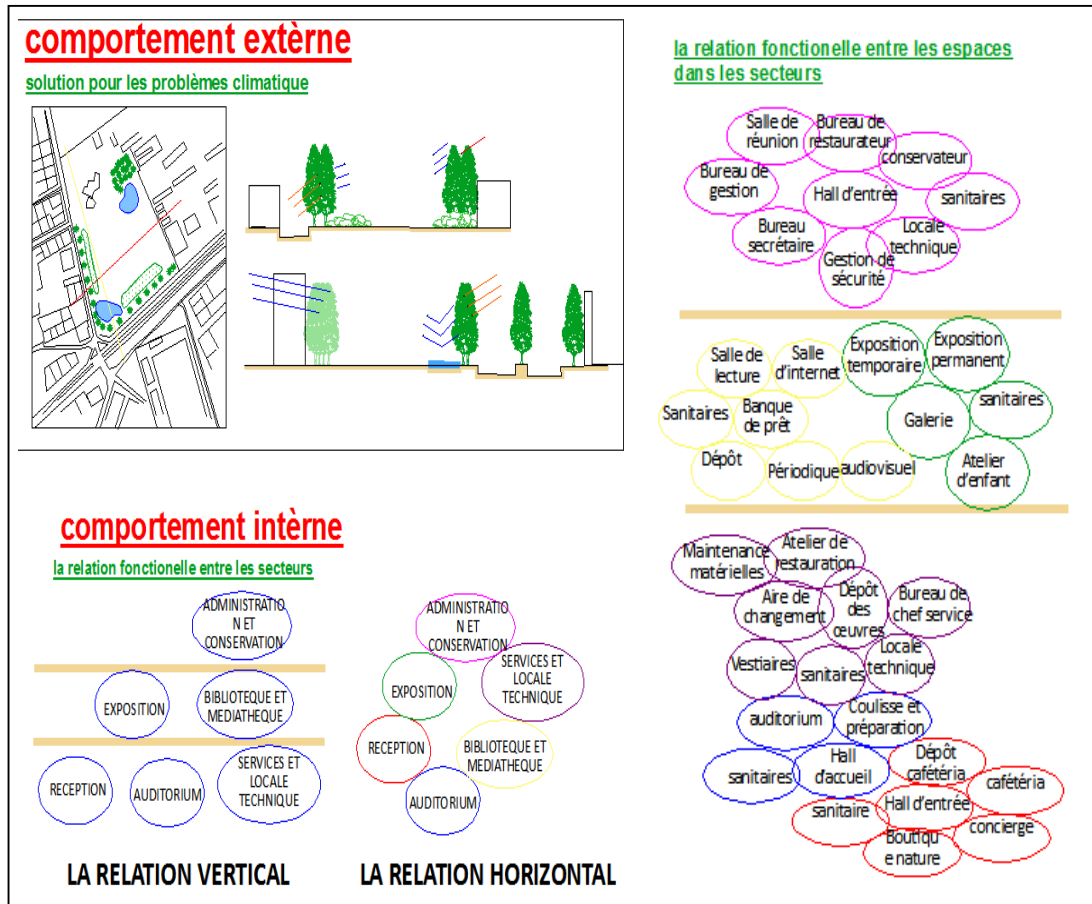 comportement extèrne
solution pour les problèmes climatique
la relation fonctionelle entre les espaces
dans les secteurs
Salle de
réunion
Bureau de
restaurateur
conservateur
Bureau de
gestion
Hall d'entrée
sanitaires
Bureau
secrétaire
Locale
technique
Gestion de
sécurité
Salle de
lecture
Salle
d'internet
Exposition
temporaire
Exposition
permanent
Sanitaires
Banque
de prêt
Galerie
sanitaires
Dépôt
Périodique
audiovisuel
Atelier
d'enfant
Maintenance
matérielles
Atelier de
restauration
Aire de
changement
Dépôt
des
œuvres
Bureau de
chef service
Vestiaires
sanitaires
Locale
technique
auditorium
Coulisse et
préparation
sanitaires
Hall
d'accueil
Dépôt
cafétéria
cafétéria
sanitaire
Hall d'entrée
Boutiqu
e nature
concierge
comportement intèrne
la relation fonctionelle entre les secteurs
ADMINISTRATIO
N ET
CONSERVATION
EXPOSITION
BIBLIOTEQUE ET
MEDIATHEQUE
RECEPTION
AUDITORIUM
SERVICES ET
LOCALE
TECHNIQUE
LA RELATION VERTICAL
ADMINISTRATIO
N ET
CONSERVATION
SERVICES ET
LOCALE
TECHNIQUE
EXPOSITION
RECEPTION
BIBLIOTEQUE ET
MEDIATHEQUE
AUDITORIUM
LA RELATION HORIZONTAL